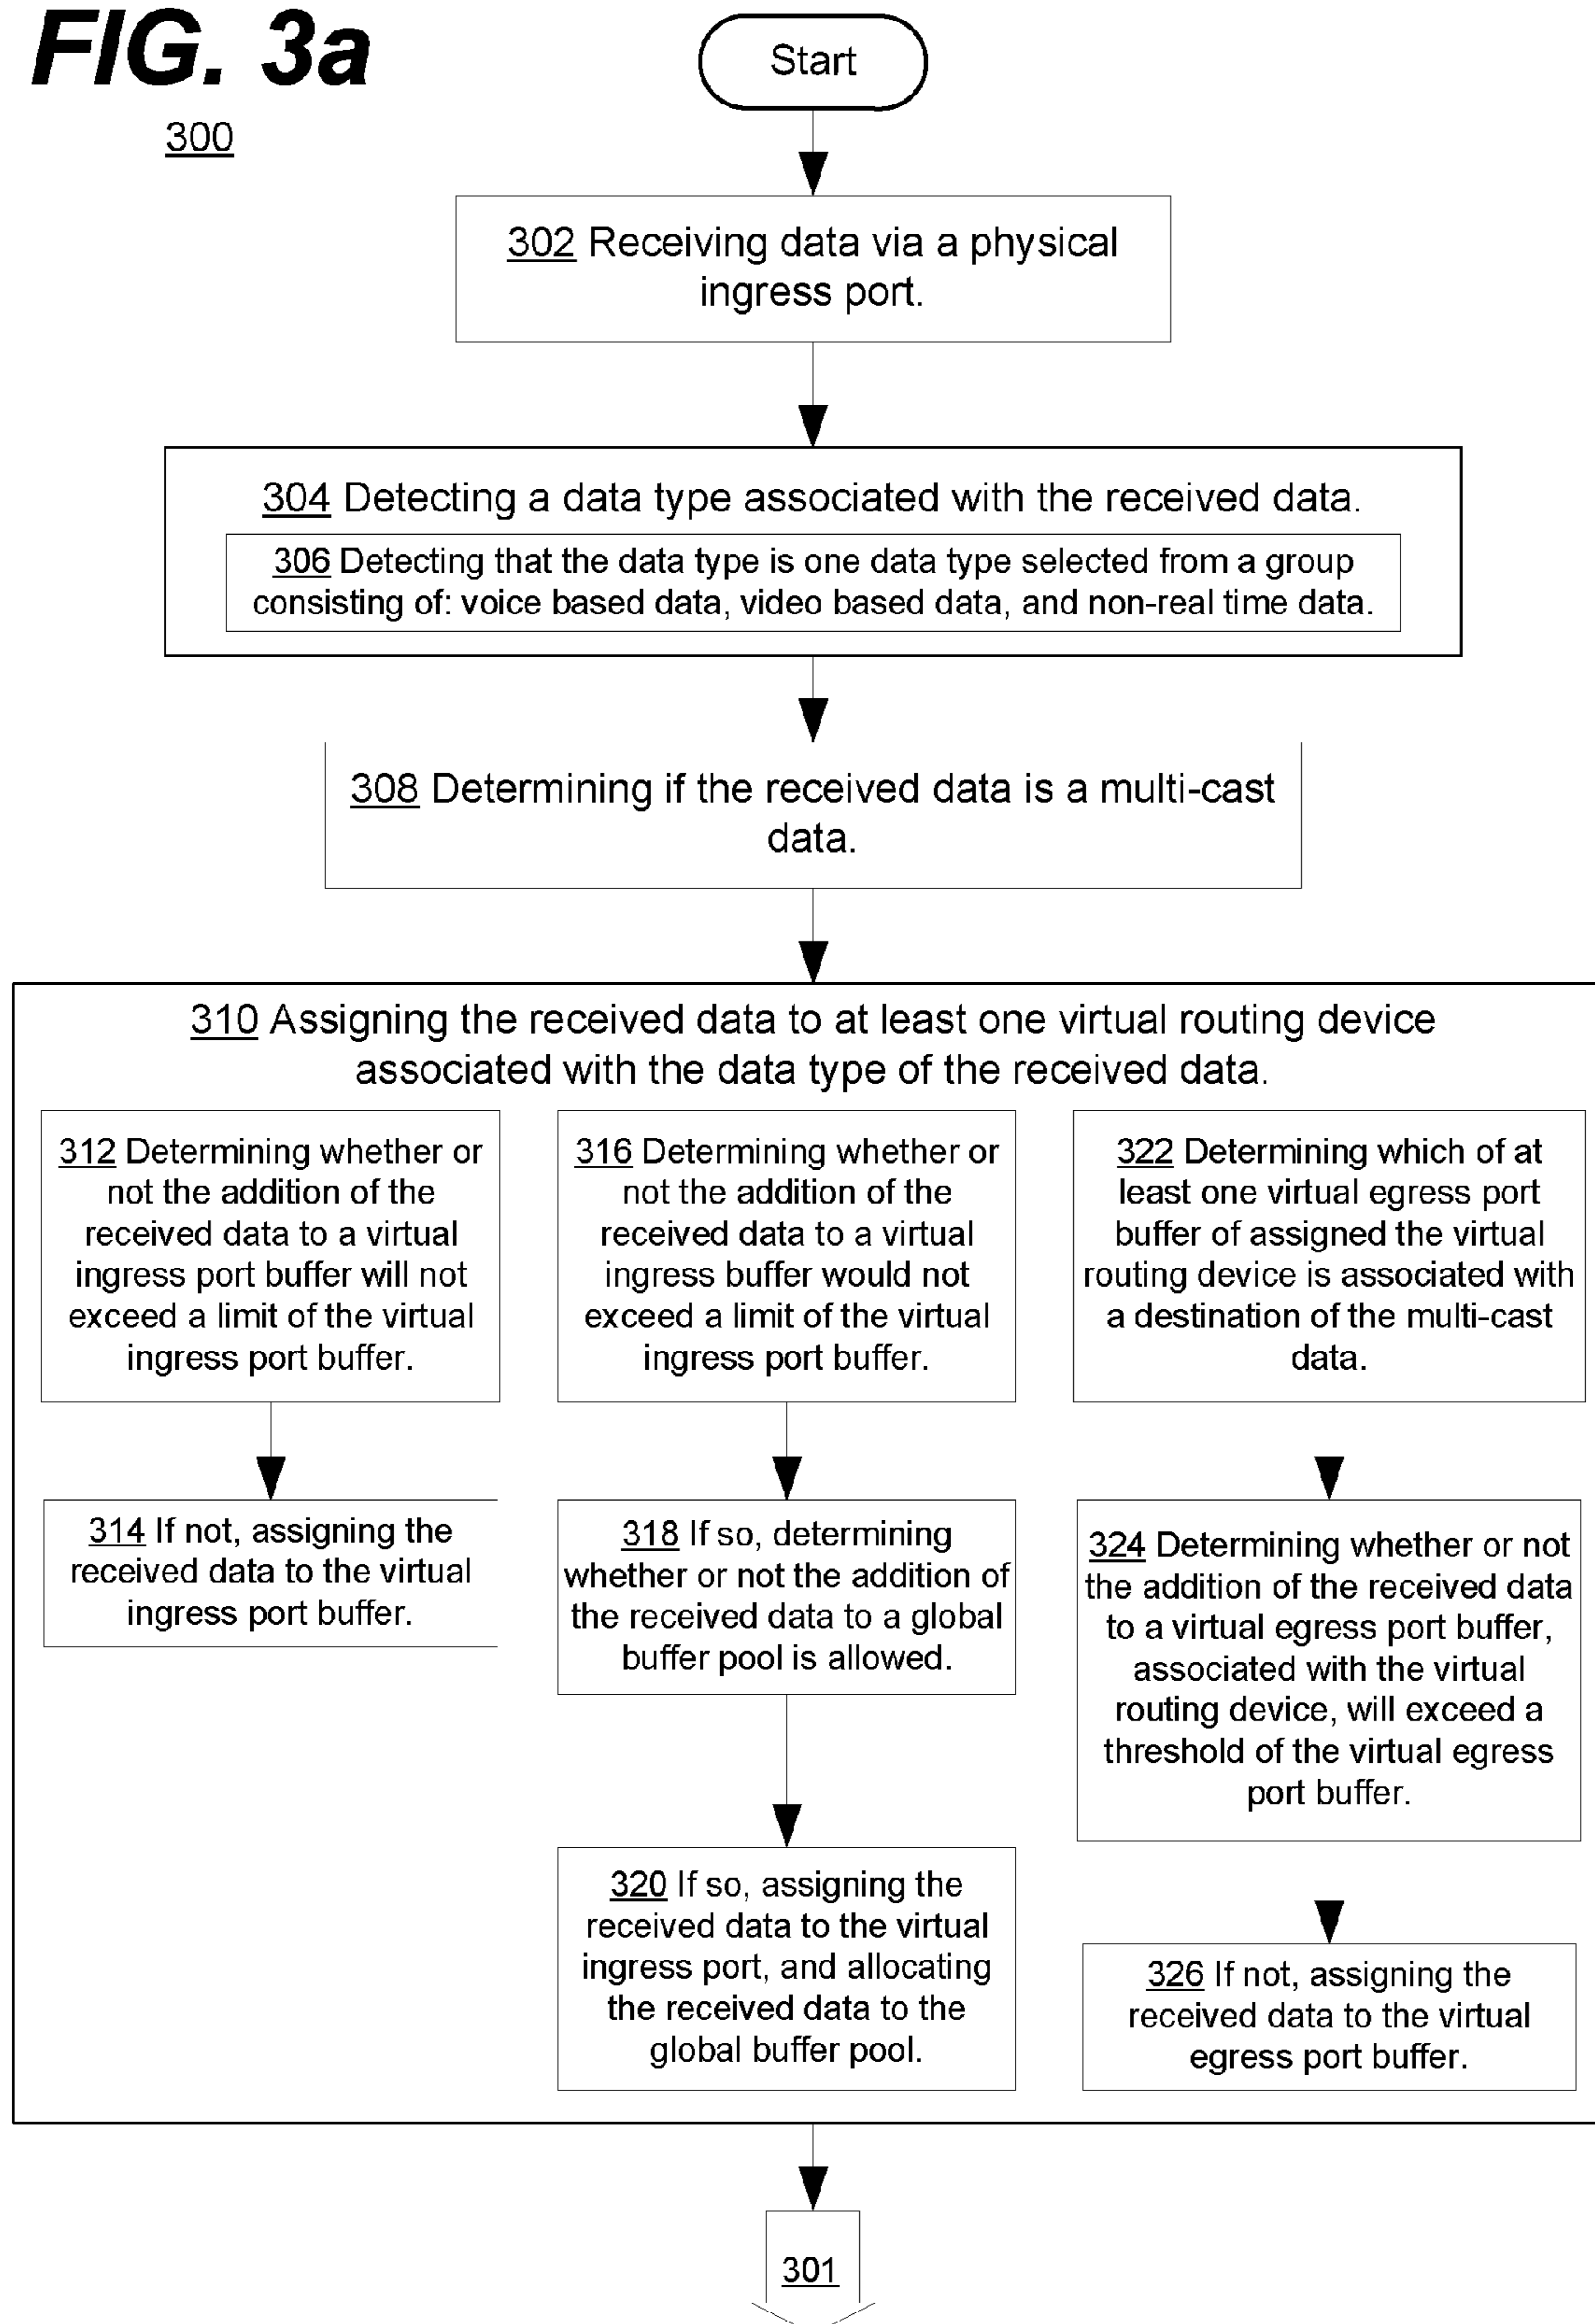 FIG. 3a
300
Start
302 Receiving data via a physical
ingress port.
304 Detecting a data type associated with the received data.
306 Detecting that the data type is one data type selected from a group
consisting of: voice based data, video based data, and non-real time data.
308 Determining if the received data is a multi-cast
data.
310 Assigning the received data to at least one virtual routing device
associated with the data type of the received data.
312 Determining whether or
not the addition of the
received data to a virtual
ingress port buffer will not
exceed a limit of the virtual
ingress port buffer.
314 If not, assigning the
received data to the virtual
ingress port buffer.
316 Determining whether or
not the addition of the
received data to a virtual
ingress buffer would not
exceed a limit of the virtual
ingress port buffer.
318 If so, determining
whether or not the addition of
the received data to a global
buffer pool is allowed.
320 If so, assigning the
received data to the virtual
ingress port, and allocating
the received data to the
global buffer pool.
322 Determining which of at
least one virtual egress port
buffer of assigned the virtual
routing device is associated with
a destination of the multi-cast
data.
324 Determining whether or not
the addition of the received data
to a virtual egress port buffer,
associated with the virtual
routing device, will exceed a
threshold of the virtual egress
port buffer.
326 If not, assigning the
received data to the virtual
egress port buffer.
301